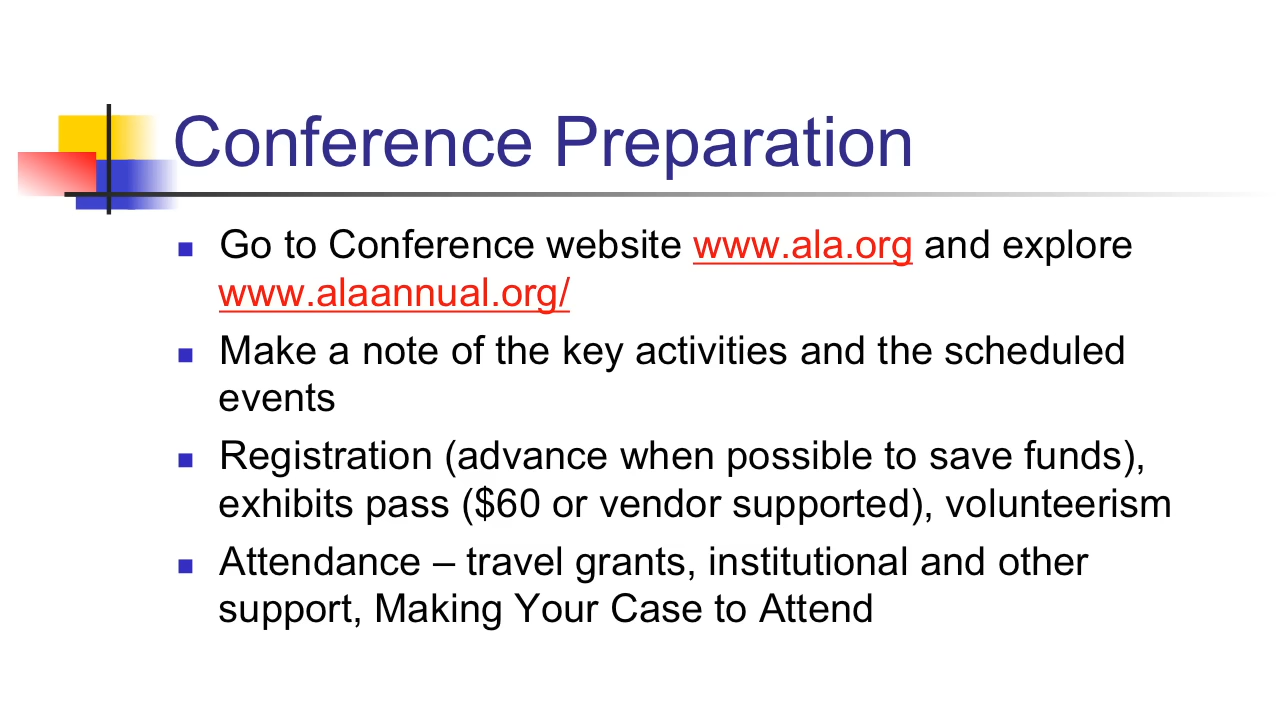 Conference Preparation
Go to Conference website www.ala.org and explore
www.alaannual.org/
Make a note of the key activities and the scheduled
events
Registration (advance when possible to save funds),
exhibits pass ($60 or vendor supported), volunteerism
Attendance – travel grants, institutional and other
support, Making Your Case to Attend